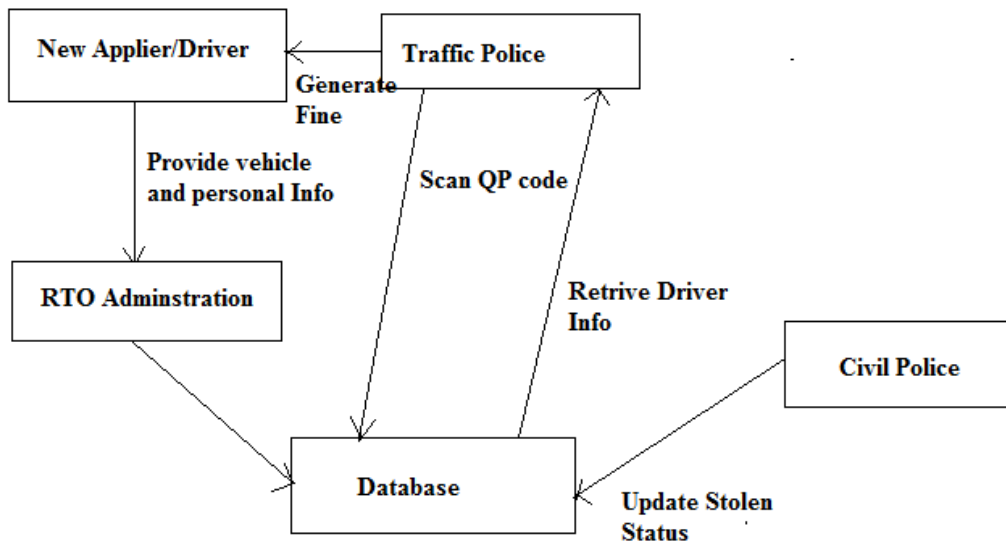 New Applier/Driver
Traffic Police
Generate
Fine
Provide vehicle
and personal Info
Scan QP code
RTO Adminstration
Retrive Driver
Info
Civil Police
Database
Update Stolen
Status